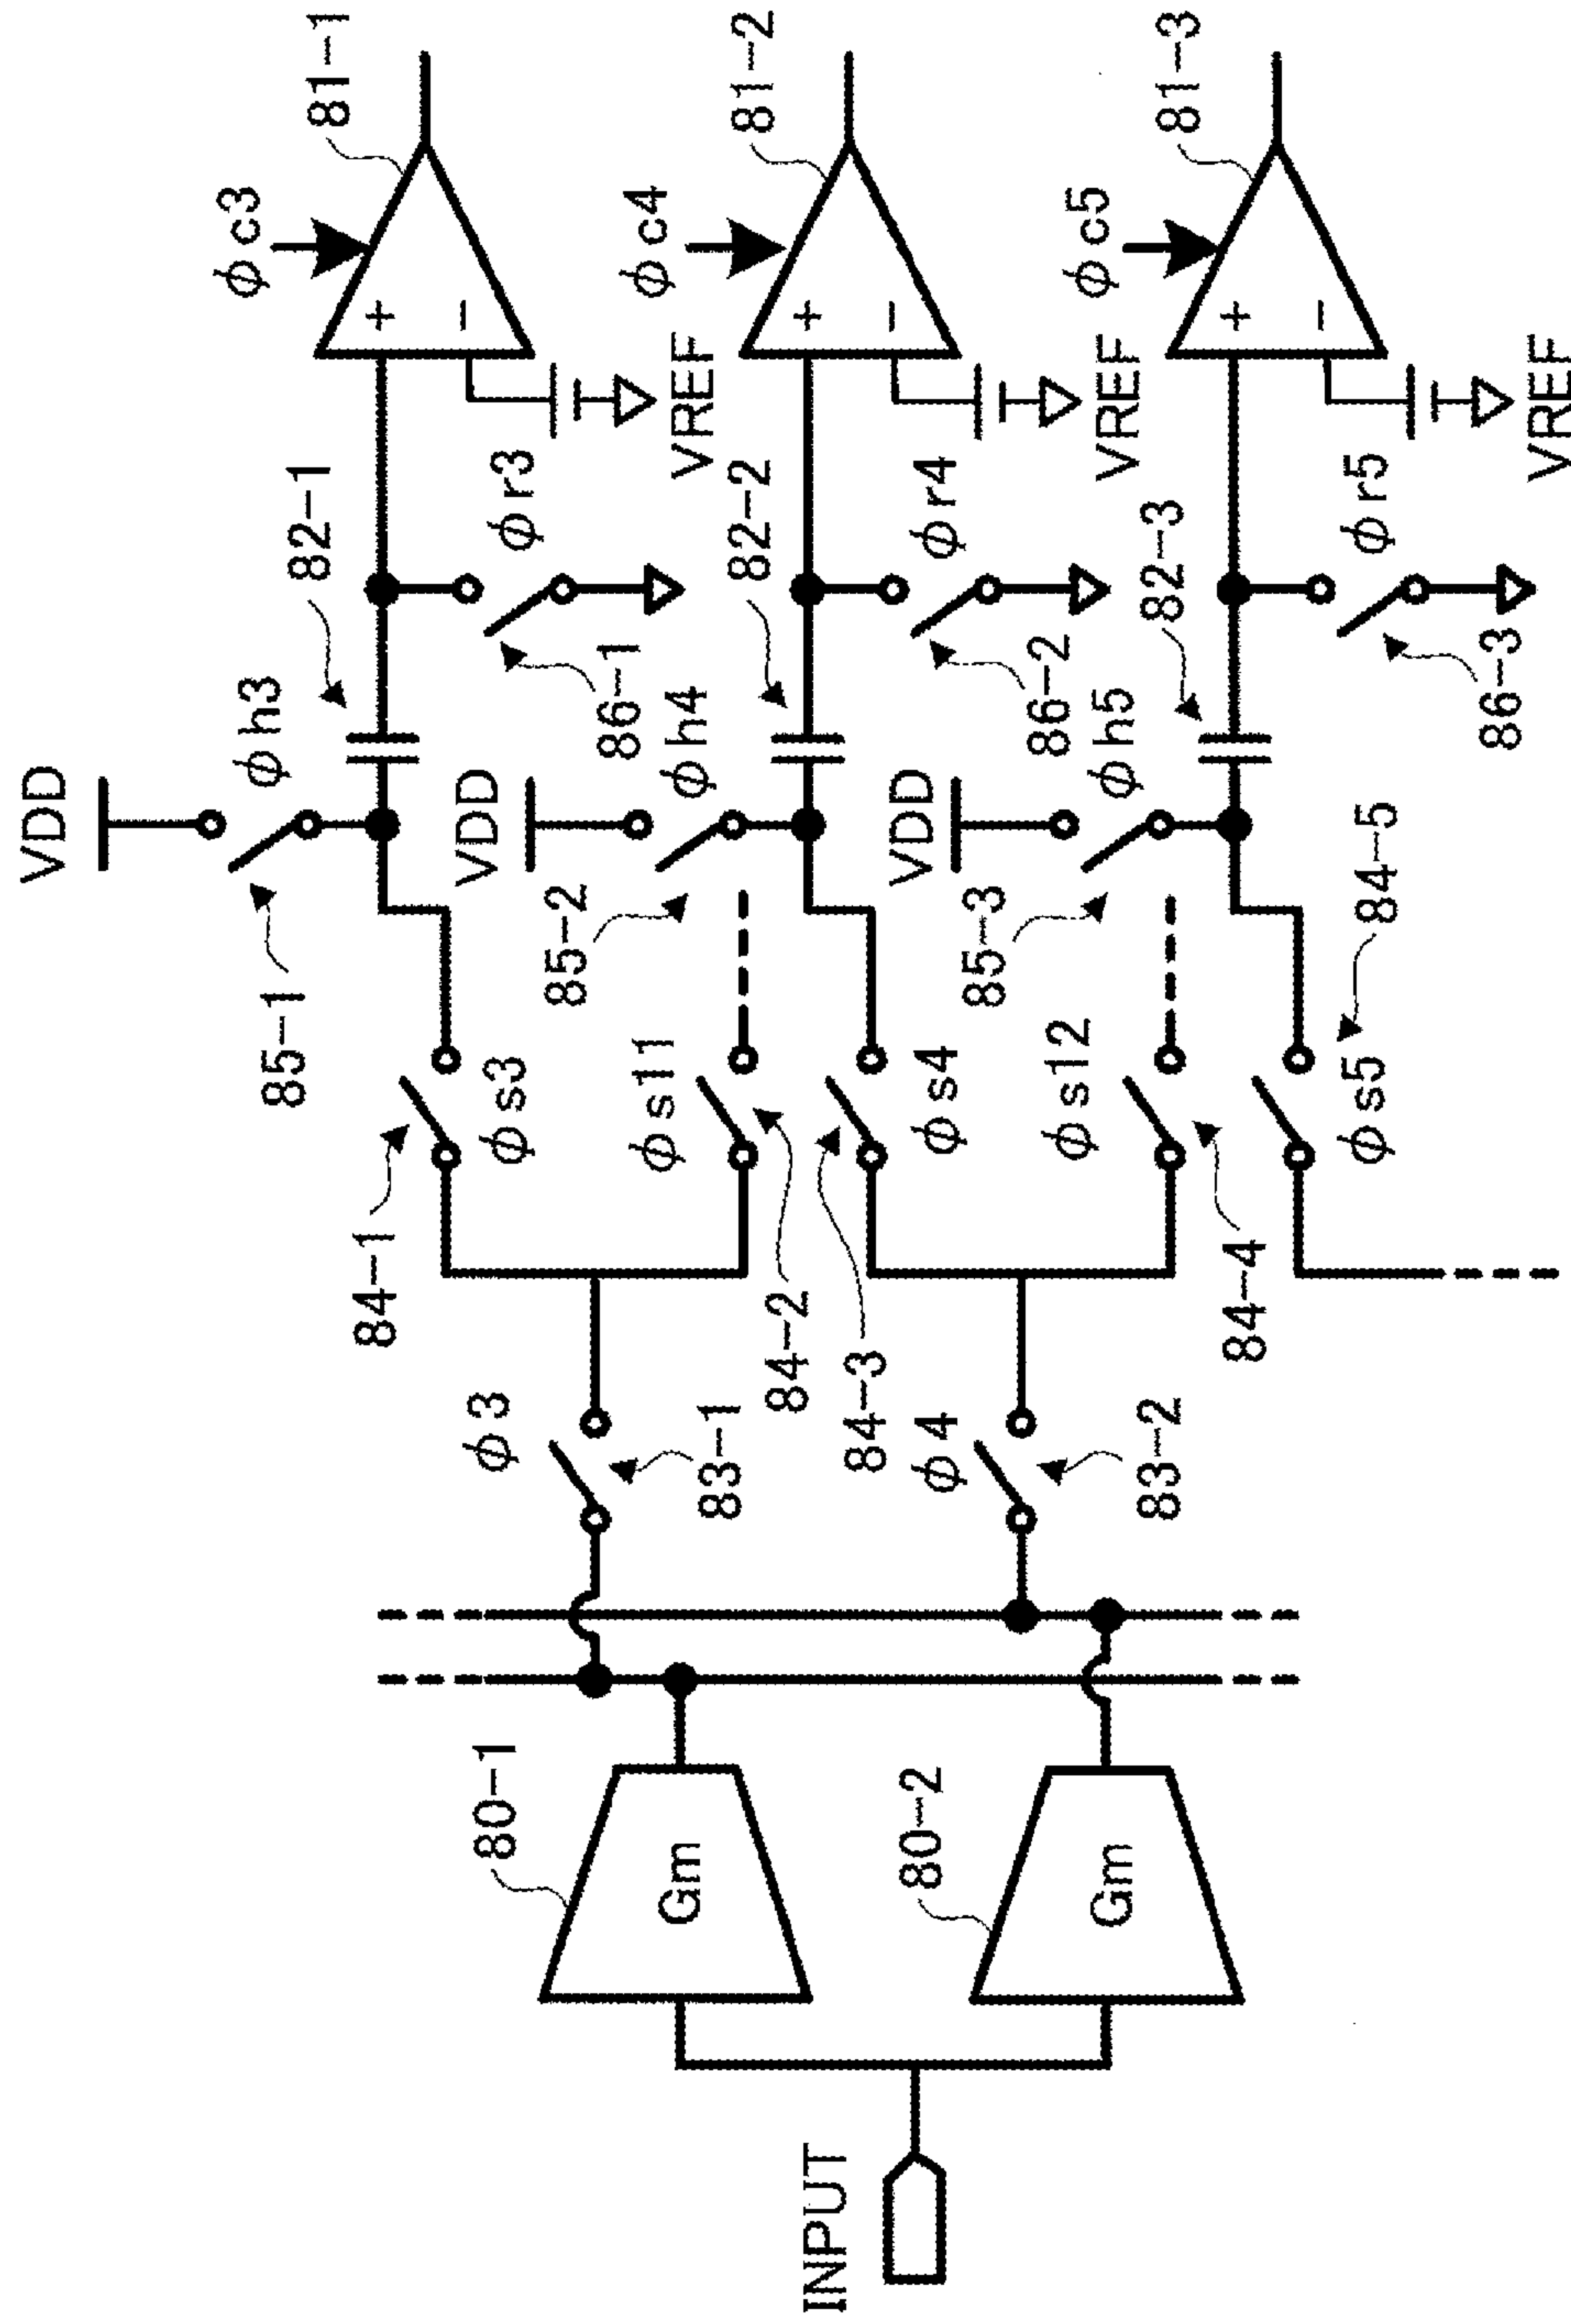 VDD
φh3
82-1
φc3
81-1
85-1
84-1
φs3
86-1
φr3
VREF
φ3
83-1
80-1
Gm
VDD
φh4
82-2
φc4
81-2
85-2
φs11
84-2
84-3
φs4
86-2
φr4
VREF
INPUT
φ4
83-2
80-2
Gm
VDD
φh5
82-3
φc5
81-3
85-3
φs12
84-4
φs5
84-5
86-3
φr5
VREF
+
-
+
-
+
-